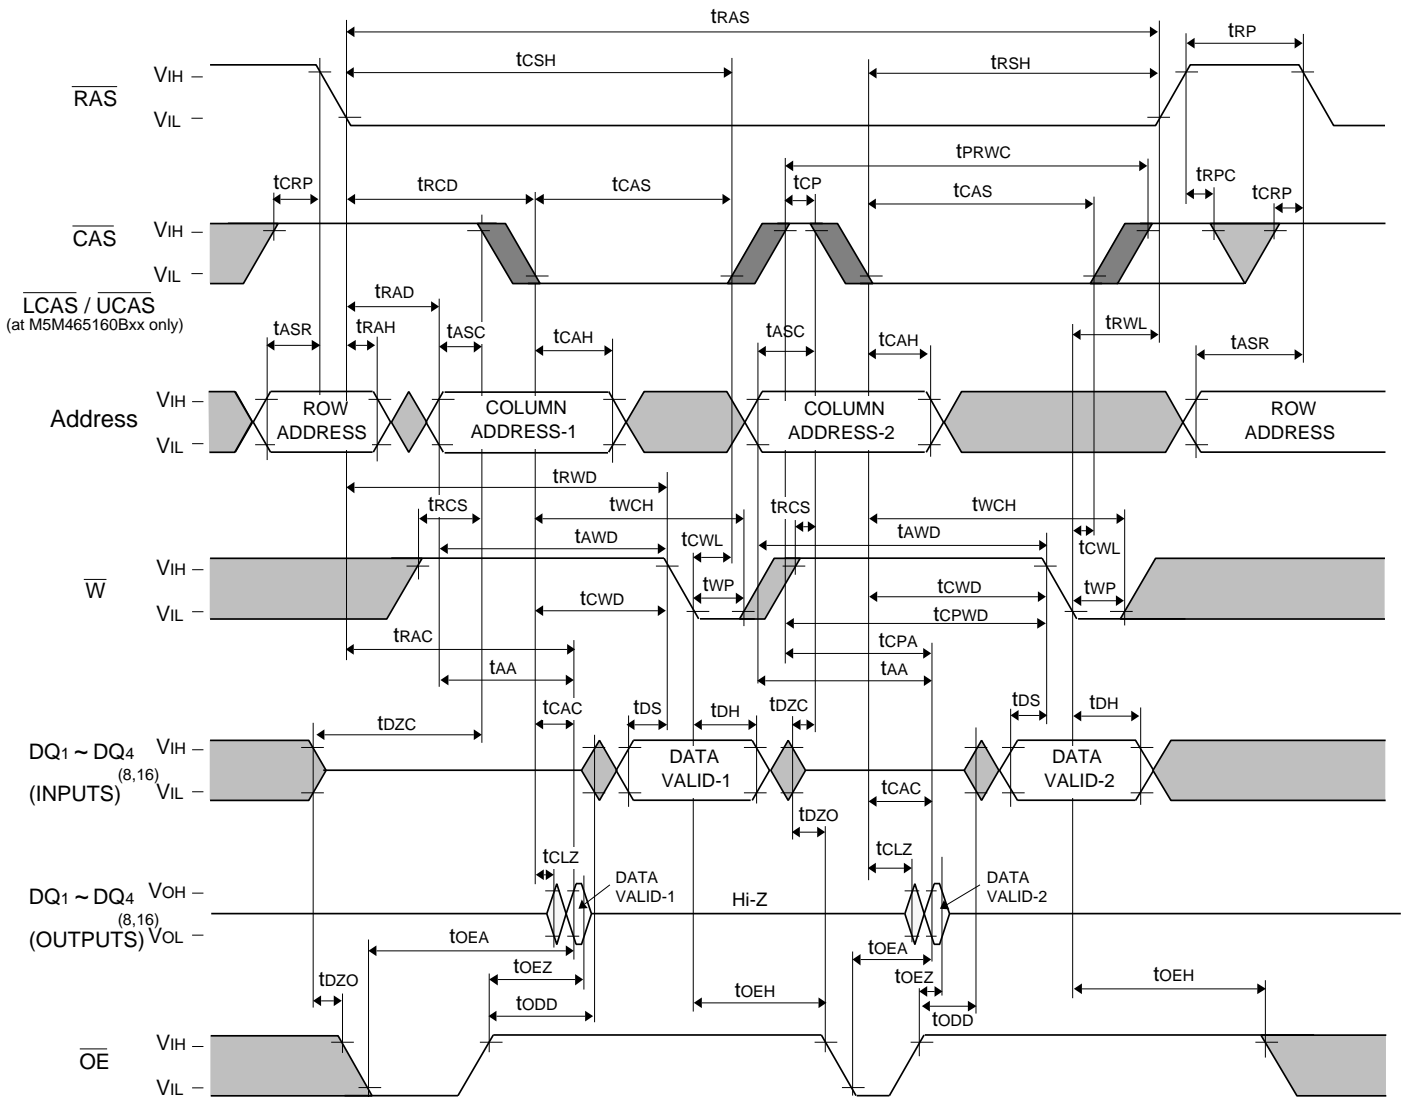 tRAS
tRP
tCSH
tRSH
VIH
RAS
VIL
tPRWC
tCRP
tRCD
tCAS
tCP
tCAS
tRPC
tCRP
VIH
CAS
VIL
LCAS / UCAS
(at M5M465160Bxx only)
tRAD
tASR
tRAH
tASC
tCAH
tASC
tCAH
tRWL
tASR
Address
VIH
VIL
ROW
ADDRESS
COLUMN
ADDRESS-1
COLUMN
ADDRESS-2
ROW
ADDRESS
tRWD
tRCS
tWCH
tRCS
tWCH
tAWD
tCWL
tAWD
tCWL
VIH
W
VIL
tCWD
tWP
tCWD
tWP
tCPWD
tRAC
tCPA
tAA
tAA
tDZC
tCAC
tDS
tDH
tDZC
tDS
tDH
DQ1 ~ DQ4
(8,16)
(INPUTS)
VIH
VIL
DATA
VALID-1
DATA
VALID-2
tCAC
tDZO
tCLZ
tCLZ
DQ1 ~ DQ4
(8,16)
(OUTPUTS)
VOH
VOL
DATA
VALID-1
Hi-Z
DATA
VALID-2
tOEA
tOEA
tDZO
tOEZ
tOEZ
tOEH
tOEH
tODD
tODD
VIH
OE
VIL